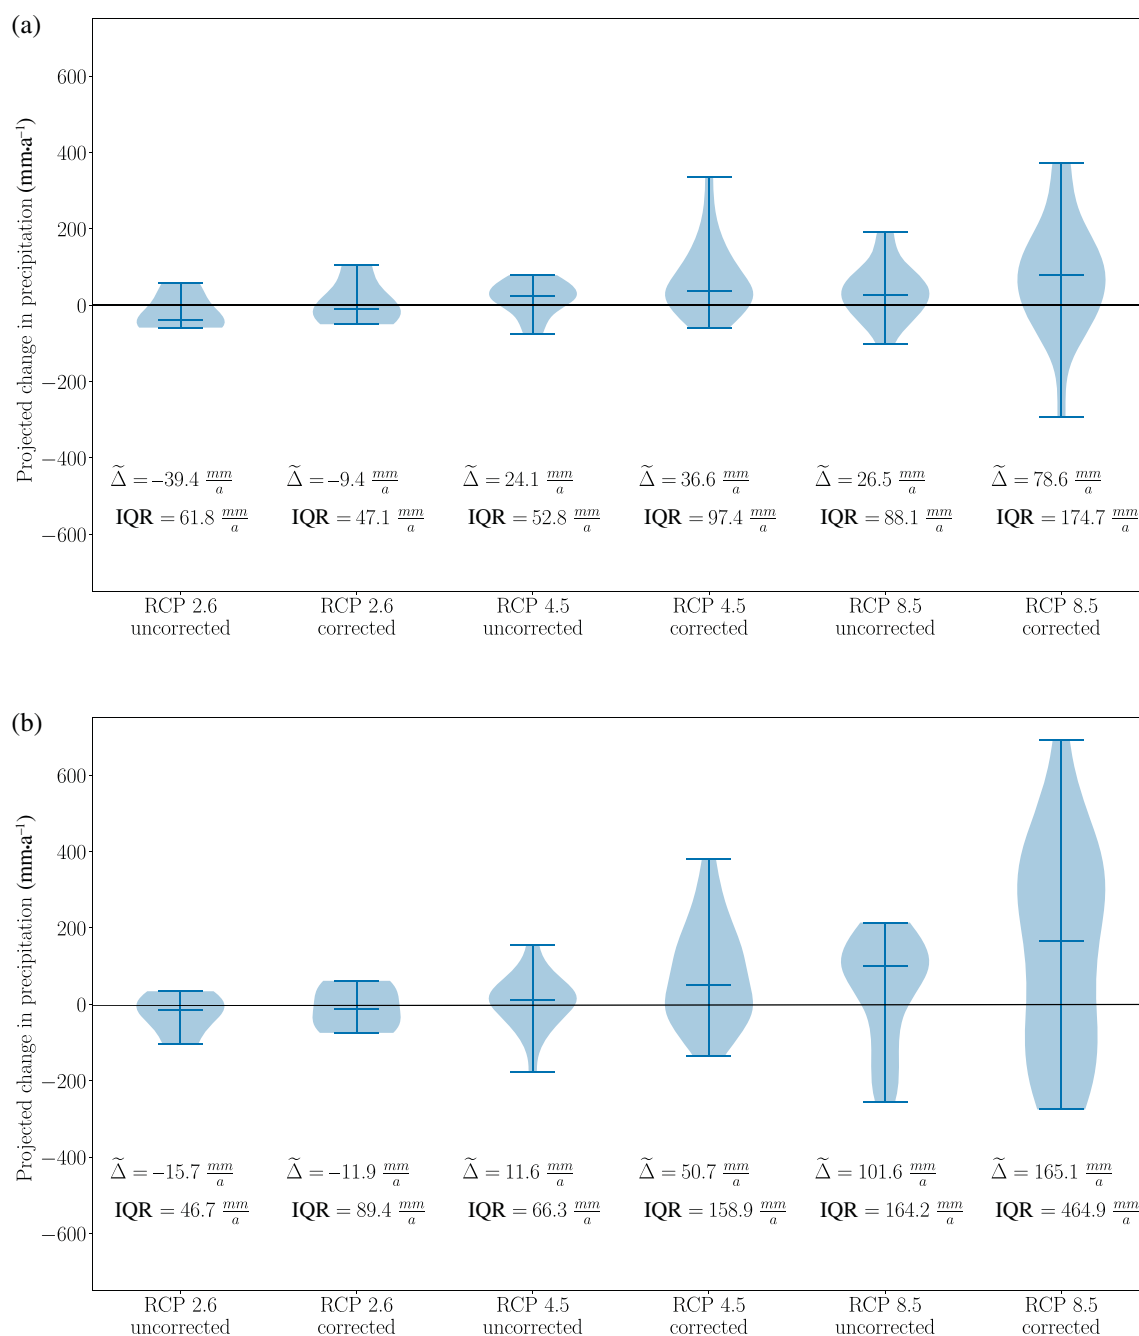 (a)
Projected change in precipitation (mm·a⁻¹)
600
400
200
0
−200
−400
−600
Δ̃ = –39.4 mm/a
Δ̃ = –9.4 mm/a
Δ̃ = 24.1 mm/a
Δ̃ = 36.6 mm/a
Δ̃ = 26.5 mm/a
Δ̃ = 78.6 mm/a
IQR = 61.8 mm/a
IQR = 47.1 mm/a
IQR = 52.8 mm/a
IQR = 97.4 mm/a
IQR = 88.1 mm/a
IQR = 174.7 mm/a
RCP 2.6
uncorrected
RCP 2.6
corrected
RCP 4.5
uncorrected
RCP 4.5
corrected
RCP 8.5
uncorrected
RCP 8.5
corrected
(b)
Projected change in precipitation (mm·a⁻¹)
600
400
200
0
−200
−400
−600
Δ̃ = –15.7 mm/a
Δ̃ = –11.9 mm/a
Δ̃ = 11.6 mm/a
Δ̃ = 50.7 mm/a
Δ̃ = 101.6 mm/a
Δ̃ = 165.1 mm/a
IQR = 46.7 mm/a
IQR = 89.4 mm/a
IQR = 66.3 mm/a
IQR = 158.9 mm/a
IQR = 164.2 mm/a
IQR = 464.9 mm/a
RCP 2.6
uncorrected
RCP 2.6
corrected
RCP 4.5
uncorrected
RCP 4.5
corrected
RCP 8.5
uncorrected
RCP 8.5
corrected